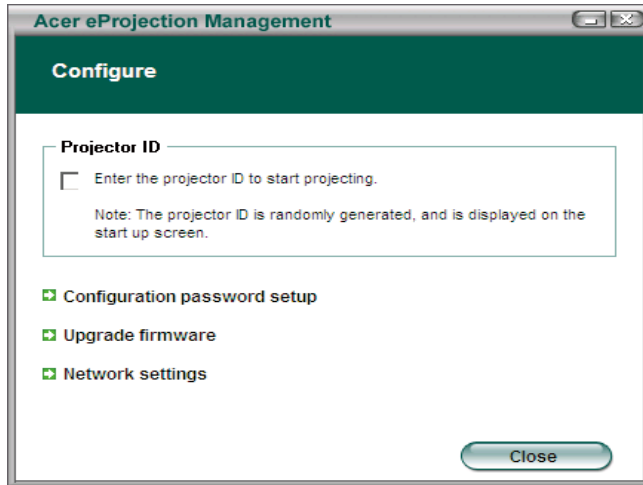 Acer eProjection Management
Configure
Projector ID
Enter the projector ID to start projecting.
Note: The projector ID is randomly generated, and is displayed on the
start up screen.
Configuration password setup
Upgrade firmware
Network settings
Close